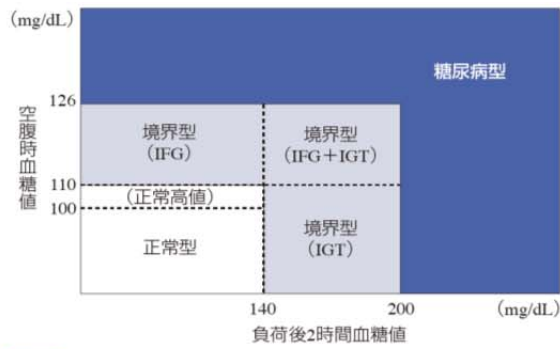 (mg/dL)
糖尿病型
126
境界型
(IFG)
境界型
(IFG＋IGT)
空腹時血糖値
110
(正常高値)
100
正常型
境界型
(IGT)
140
200
(mg/dL)
負荷後2時間血糖値